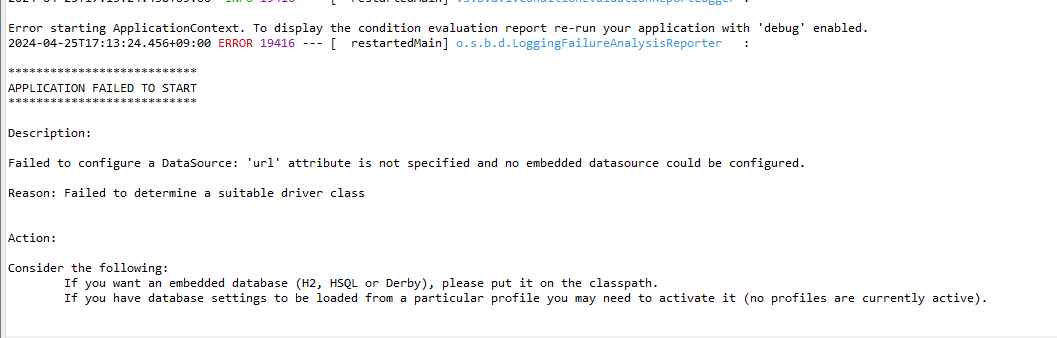 Error starting ApplicationContext. To display the condition evaluation report re-run your application with 'debug' enabled.
2024-04-25T17:13:24.456+09:00 ERROR 19416 --- [  restartedMain] o.s.b.d.LoggingFailureAnalysisReporter   :
***************************
APPLICATION FAILED TO START
***************************
Description:
Failed to configure a DataSource: 'url' attribute is not specified and no embedded datasource could be configured.
Reason: Failed to determine a suitable driver class
Action:
Consider the following:
If you want an embedded database (H2, HSQL or Derby), please put it on the classpath.
If you have database settings to be loaded from a particular profile you may need to activate it (no profiles are currently active).